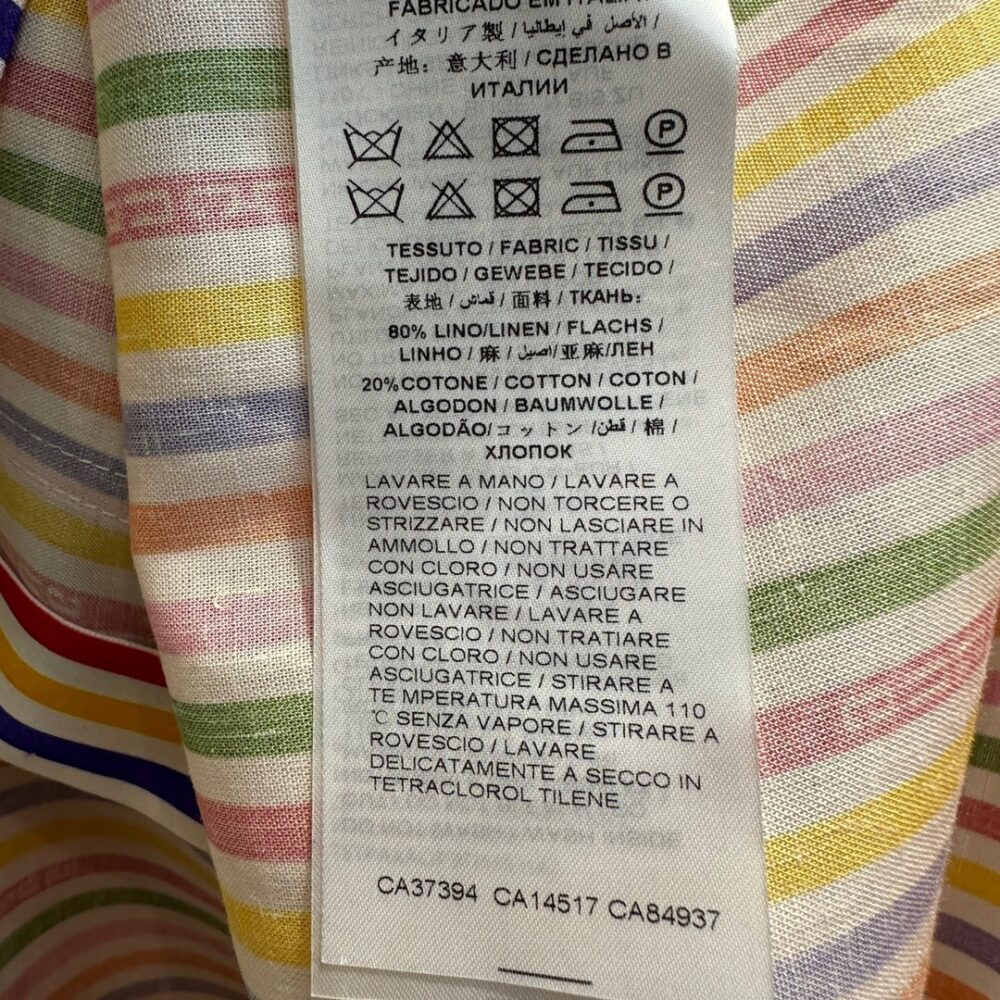 FABRICADO EM ITALIA /
イタリア製 / الأصل في إيطاليا /
产地：意大利 / СДЕЛАНО В
ИТАЛИИ
P
P
TESSUTO / FABRIC / TISSU /
TEJIDO / GEWEBE / TECIDO /
表地 / قماش / 面料 / ТКАНЬ:
80% LINO/LINEN / FLACHS /
LINHO / 麻 / اصيل/亚麻/ЛЕН
20%COTONE / COTTON / COTON /
ALGODON / BAUMWOLLE /
ALGODÃO/コットン /قطن/ 棉 /
ХЛОПОК
LAVARE A MANO / LAVARE A
ROVESCIO / NON TORCERE O
STRIZZARE / NON LASCIARE IN
AMMOLLO / NON TRATTARE
CON CLORO / NON USARE
ASCIUGATRICE / ASCIUGARE
NON LAVARE / LAVARE A
ROVESCIO / NON TRATIARE
CON CLORO / NON USARE
ASCIUGATRICE / STIRARE A
TE MPERATURA MASSIMA 110
℃ SENZA VAPORE / STIRARE A
ROVESCIO / LAVARE
DELICATAMENTE A SECCO IN
TETRACLOROL TILENE
CA37394 CA14517 CA84937